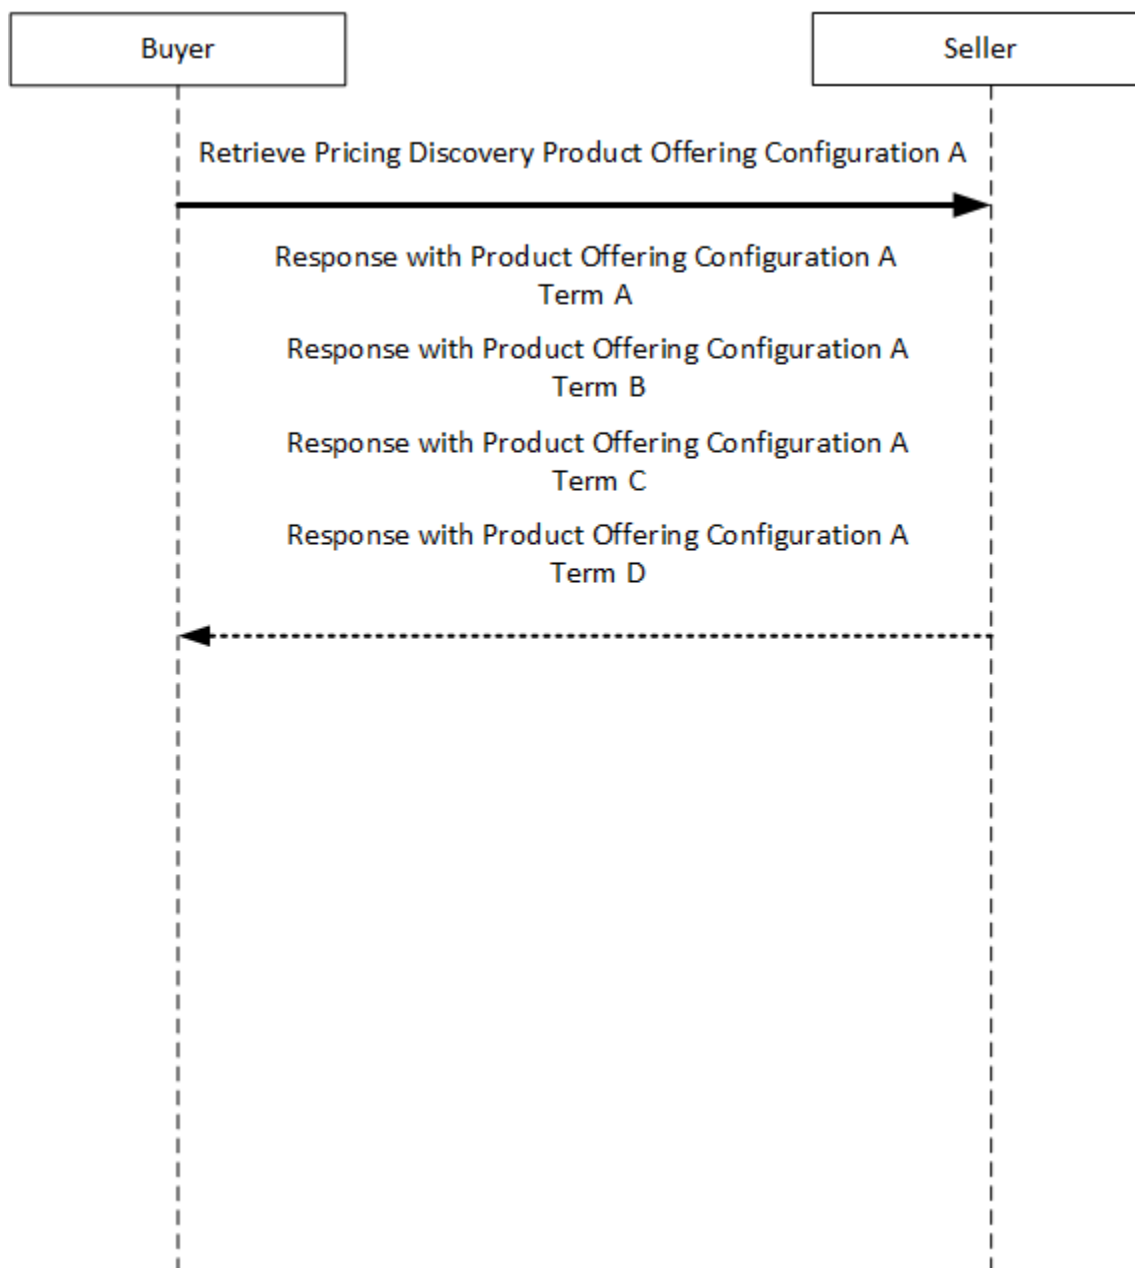 Buyer
Seller
Retrieve Pricing Discovery Product Offering Configuration A
Response with Product Offering Configuration A
Term A
Response with Product Offering Configuration A
Term B
Response with Product Offering Configuration A
Term C
Response with Product Offering Configuration A
Term D